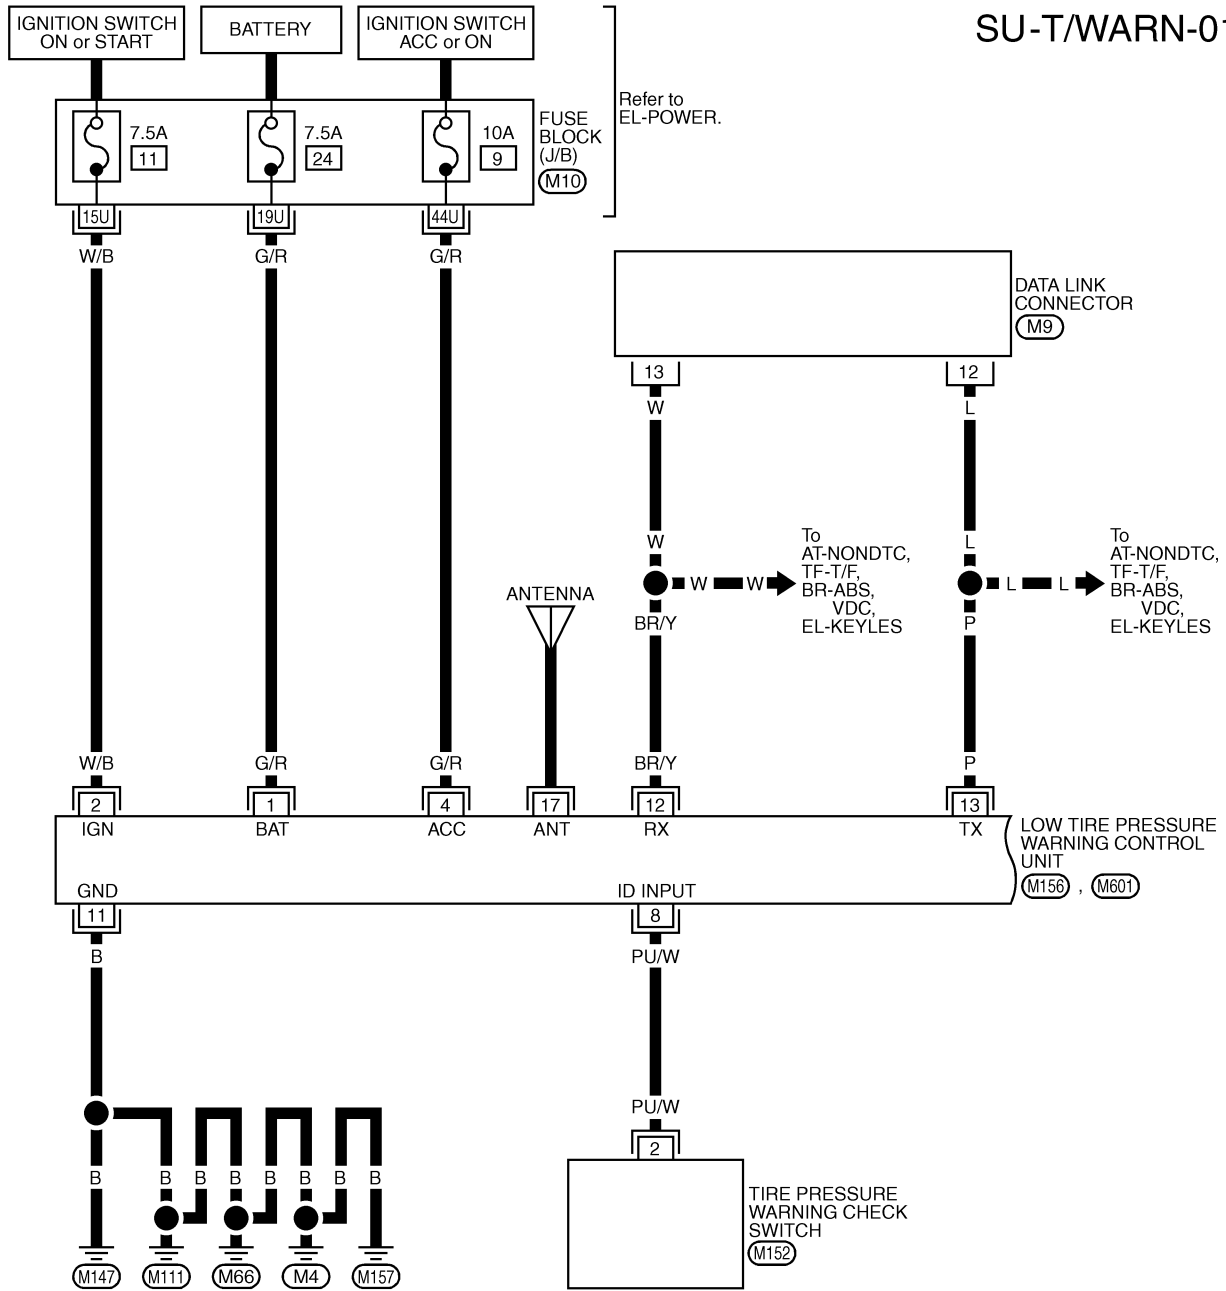 SU-T/WARN-01
IGNITION SWITCH
ON or START
BATTERY
IGNITION SWITCH
ACC or ON
Refer to
EL-POWER.
7.5A
11
7.5A
24
10A
9
FUSE
BLOCK
(J/B)
M10
15U
19U
44U
W/B
G/R
G/R
DATA LINK
CONNECTOR
M9
13
12
W
L
W
L
W
W
To
AT-NONDTC,
TF-T/F,
BR-ABS,
VDC,
EL-KEYLES
L
L
To
AT-NONDTC,
TF-T/F,
BR-ABS,
VDC,
EL-KEYLES
ANTENNA
BR/Y
P
W/B
G/R
G/R
BR/Y
P
2
1
4
17
12
13
IGN
BAT
ACC
ANT
RX
TX
LOW TIRE PRESSURE
WARNING CONTROL
UNIT
M156 , M601
GND
ID INPUT
11
8
B
PU/W
PU/W
2
B
B
B
B
B
B
B
B
TIRE PRESSURE
WARNING CHECK
SWITCH
M152
M147
M111
M66
M4
M157